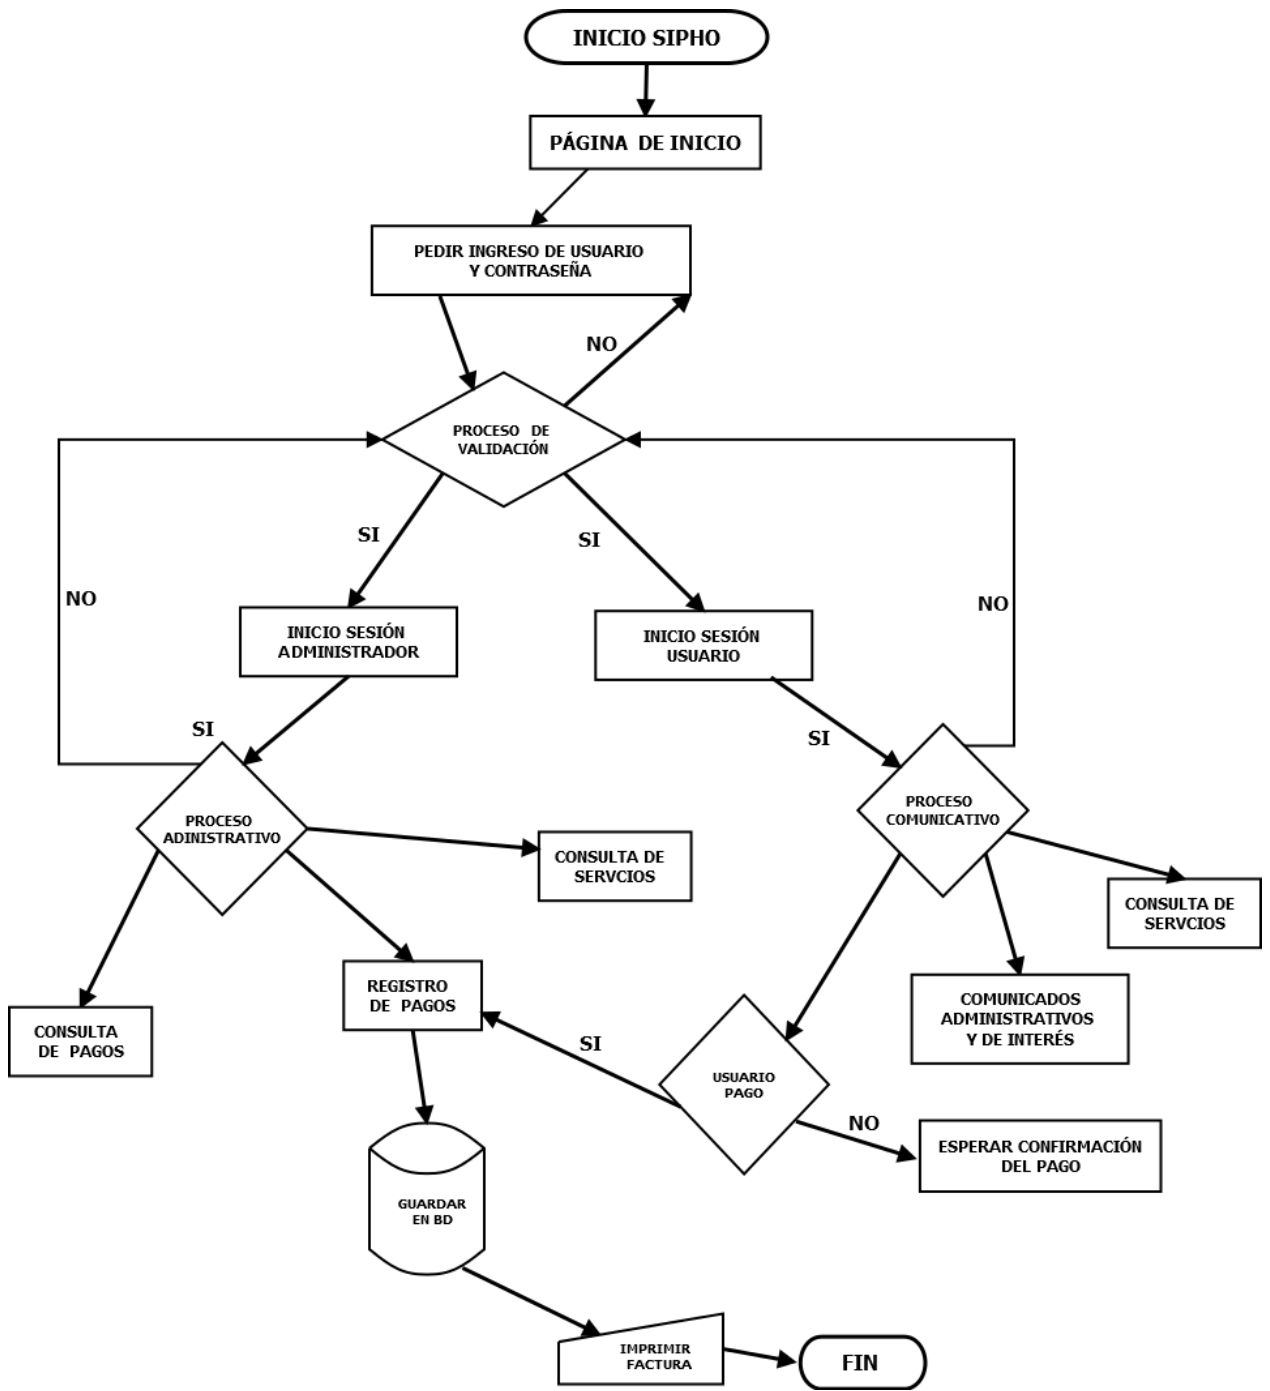 INICIO SIPHO
PÁGINA DE INICIO
PEDIR INGRESO DE USUARIO
Y CONTRASEÑA
NO
PROCESO DE
VALIDACIÓN
SI
SI
NO
NO
INICIO SESIÓN
ADMINISTRADOR
INICIO SESIÓN
USUARIO
SI
SI
PROCESO
ADINISTRATIVO
PROCESO
COMUNICATIVO
CONSULTA DE
SERVCIOS
CONSULTA DE
SERVCIOS
REGISTRO
DE PAGOS
COMUNICADOS
ADMINISTRATIVOS
Y DE INTERÉS
CONSULTA
DE PAGOS
SI
USUARIO
PAGO
NO
ESPERAR CONFIRMACIÓN
DEL PAGO
GUARDAR
EN BD
IMPRIMIR
FACTURA
FIN